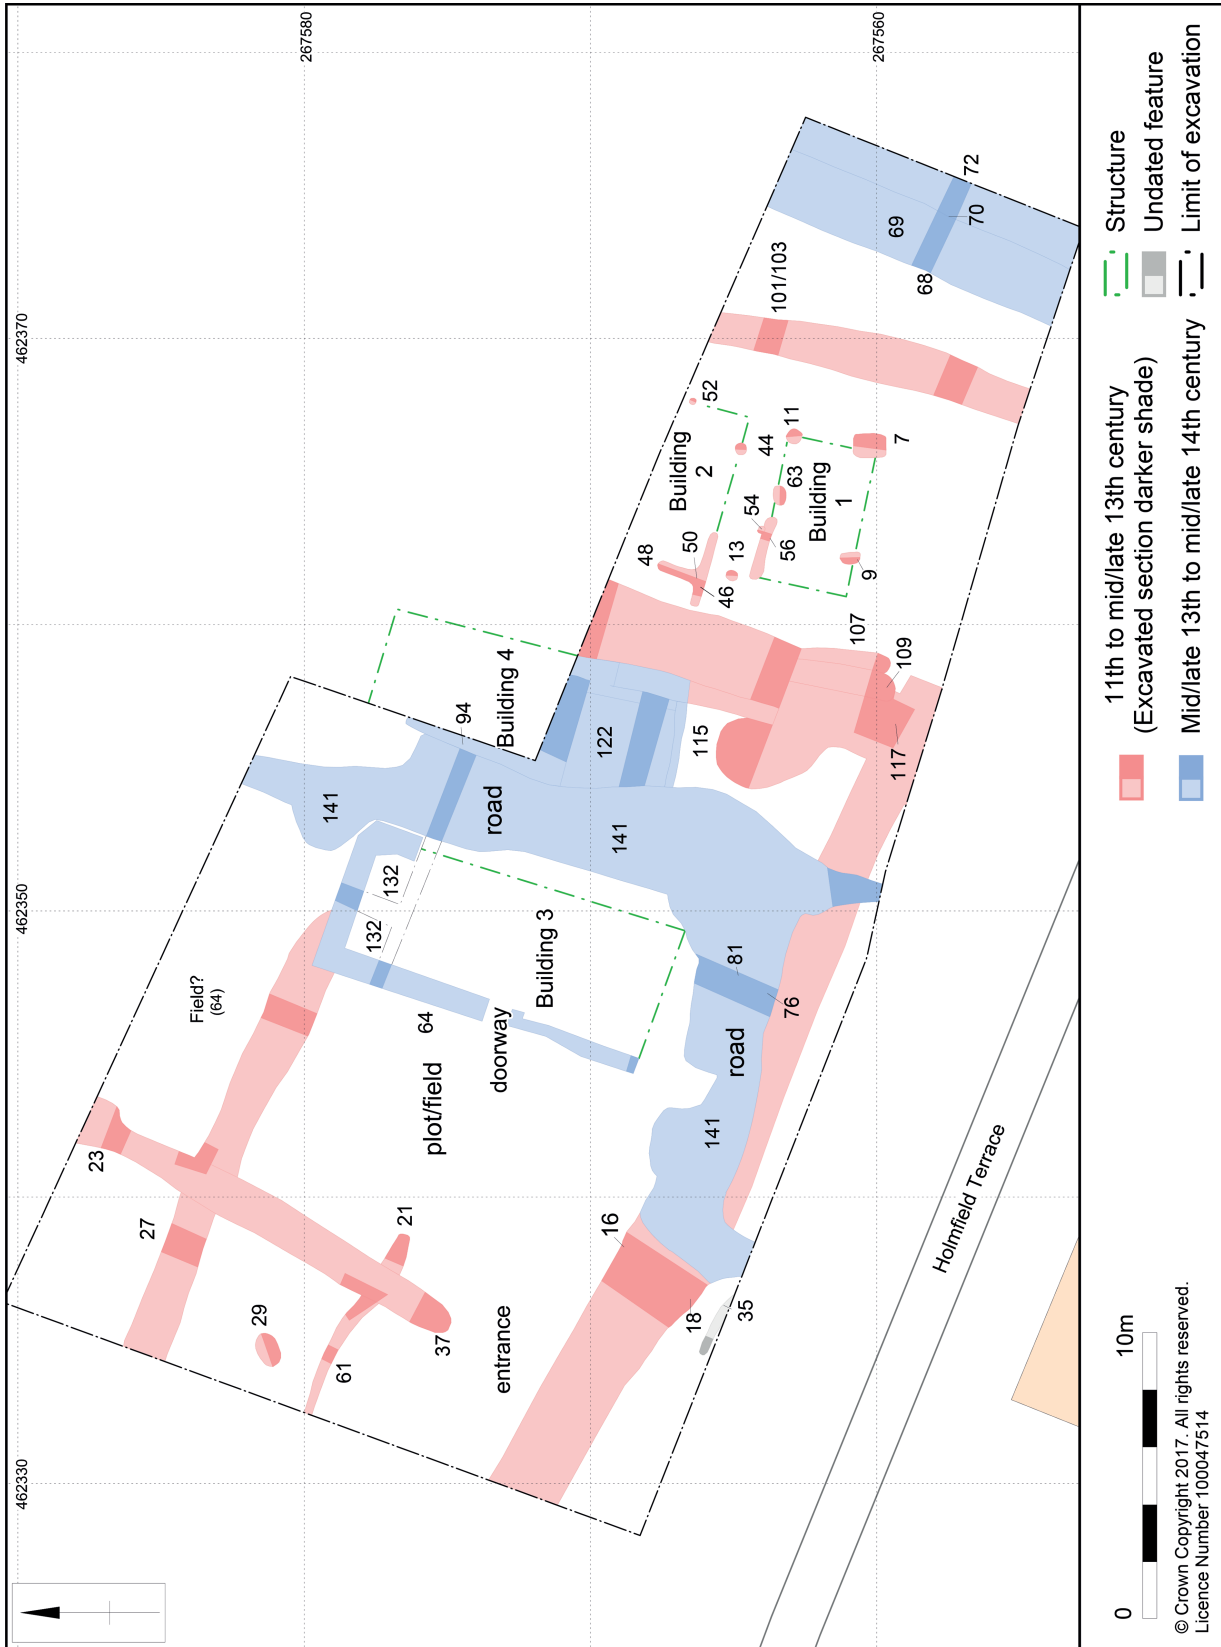 462330
462350
462370
267580
267560
23
27
Field?
(64)
29
61
21
37
entrance
plot/field
doorway
64
132
132
141
94
Building 3
road
Building 4
16
18
35
141
road
81
76
141
122
115
117
109
107
48
50
46
13
Building
2
52
44
54
56
63
11
Building
1
9
7
101/103
69
68
70
72
Holmfield Terrace
0
10m
© Crown Copyright 2017. All rights reserved.
Licence Number 100047514
11th to mid/late 13th century
(Excavated section darker shade)
Mid/late 13th to mid/late 14th century
Structure
Undated feature
Limit of excavation